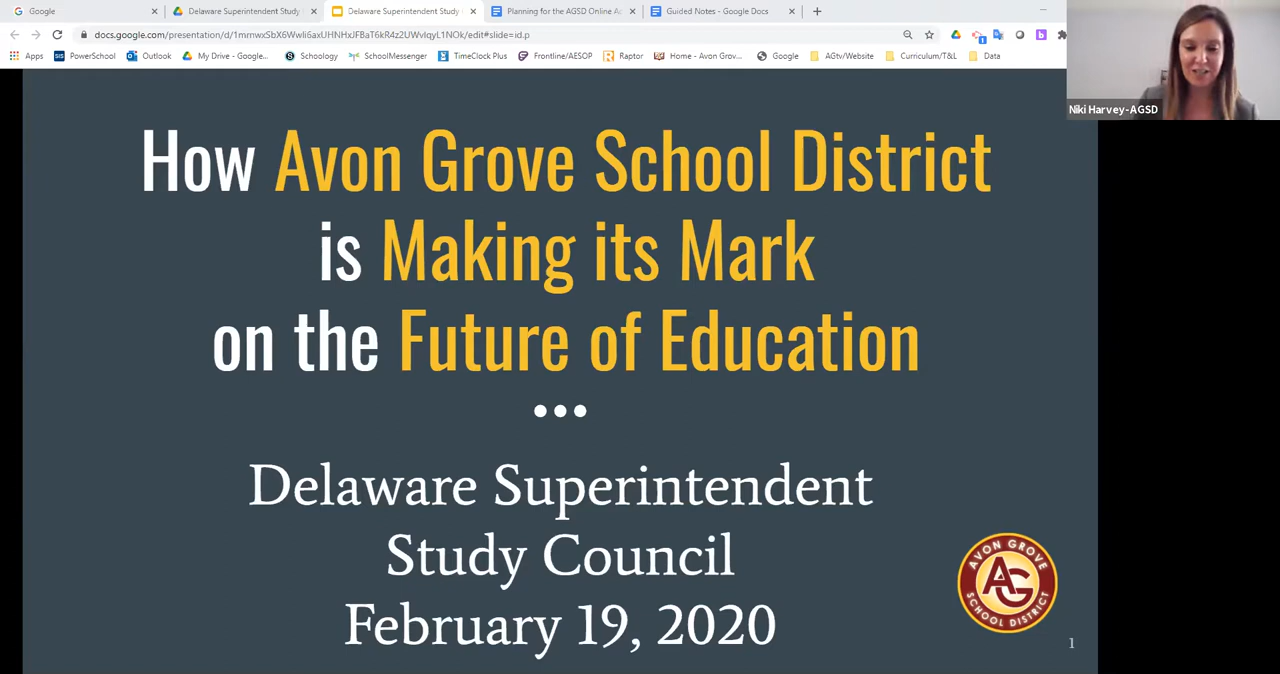 Google
Delaware Superintendent Study
Delaware Superintendent Study
Planning for the AGSD Online Ac
Guided Notes - Google Docs
docs.google.com/presentation/d/
/edit#slide=id.p
Apps
SIS PowerSchool
Outlook
My Drive - Google...
Schoology
SchoolMessenger
TimeClock Plus
Frontline/AESOP
Raptor
Home - Avon Grov...
Google
AGtv/Website
Curriculum/T&L
Data
Niki Harvey-AGSD
How Avon Grove School District
is Making its Mark
on the Future of Education
•••
Delaware Superintendent
Study Council
February 19, 2020
AVON GROVE
AG
SCHOOL DISTRICT
1